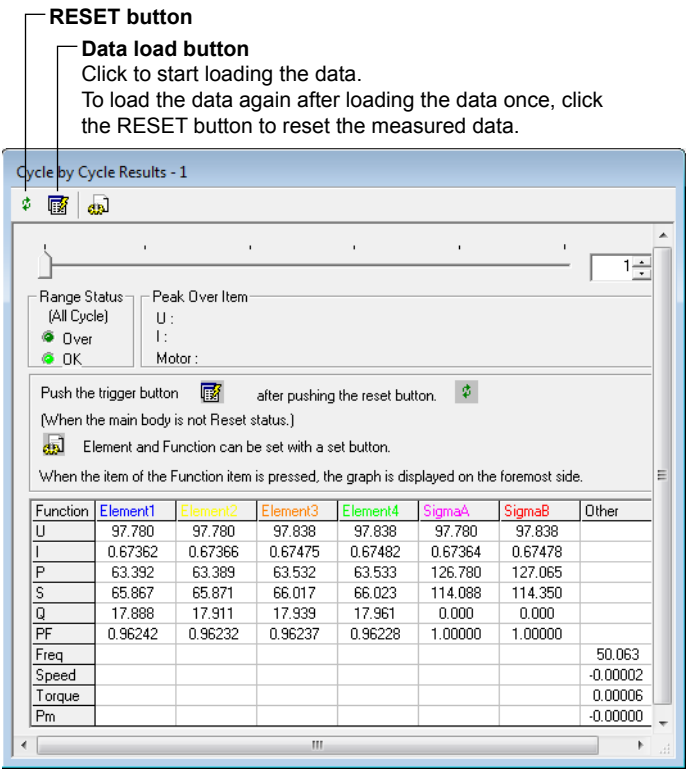 RESET button
Data load button
Click to start loading the data.
To load the data again after loading the data once, click
the RESET button to reset the measured data.
Cycle by Cycle Results - 1
1
Range Status
(All Cycle)
Over
OK
Peak Over Item
U :
I :
Motor :
Push the trigger button after pushing the reset button.
(When the main body is not Reset status.)
Element and Function can be set with a set button.
When the item of the Function item is pressed, the graph is displayed on the foremost side.
Function Element1 Element2 Element3 Element4 SigmaA SigmaB Other
U 97.780 97.780 97.838 97.838 97.780 97.838
I 0.67362 0.67366 0.67475 0.67482 0.67364 0.67478
P 63.392 63.389 63.532 63.533 126.780 127.065
S 65.867 65.871 66.017 66.023 114.088 114.350
Q 17.888 17.911 17.939 17.961 0.000 0.000
PF 0.96242 0.96232 0.96237 0.96228 1.00000 1.00000
Freq 50.063
Speed -0.00002
Torque 0.00006
Pm -0.00000